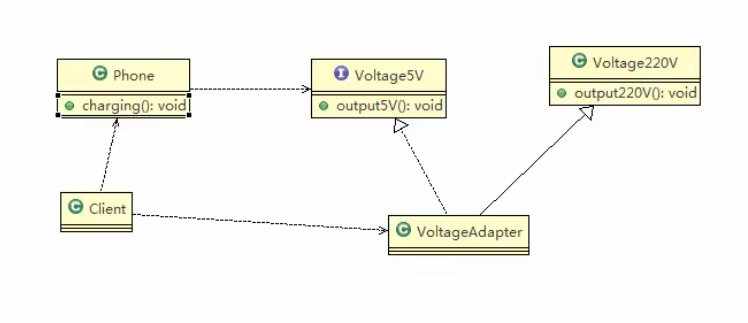 C Phone
charging(): void
I Voltage5V
output5V(): void
C Voltage220V
output220V(): void
C Client
C VoltageAdapter